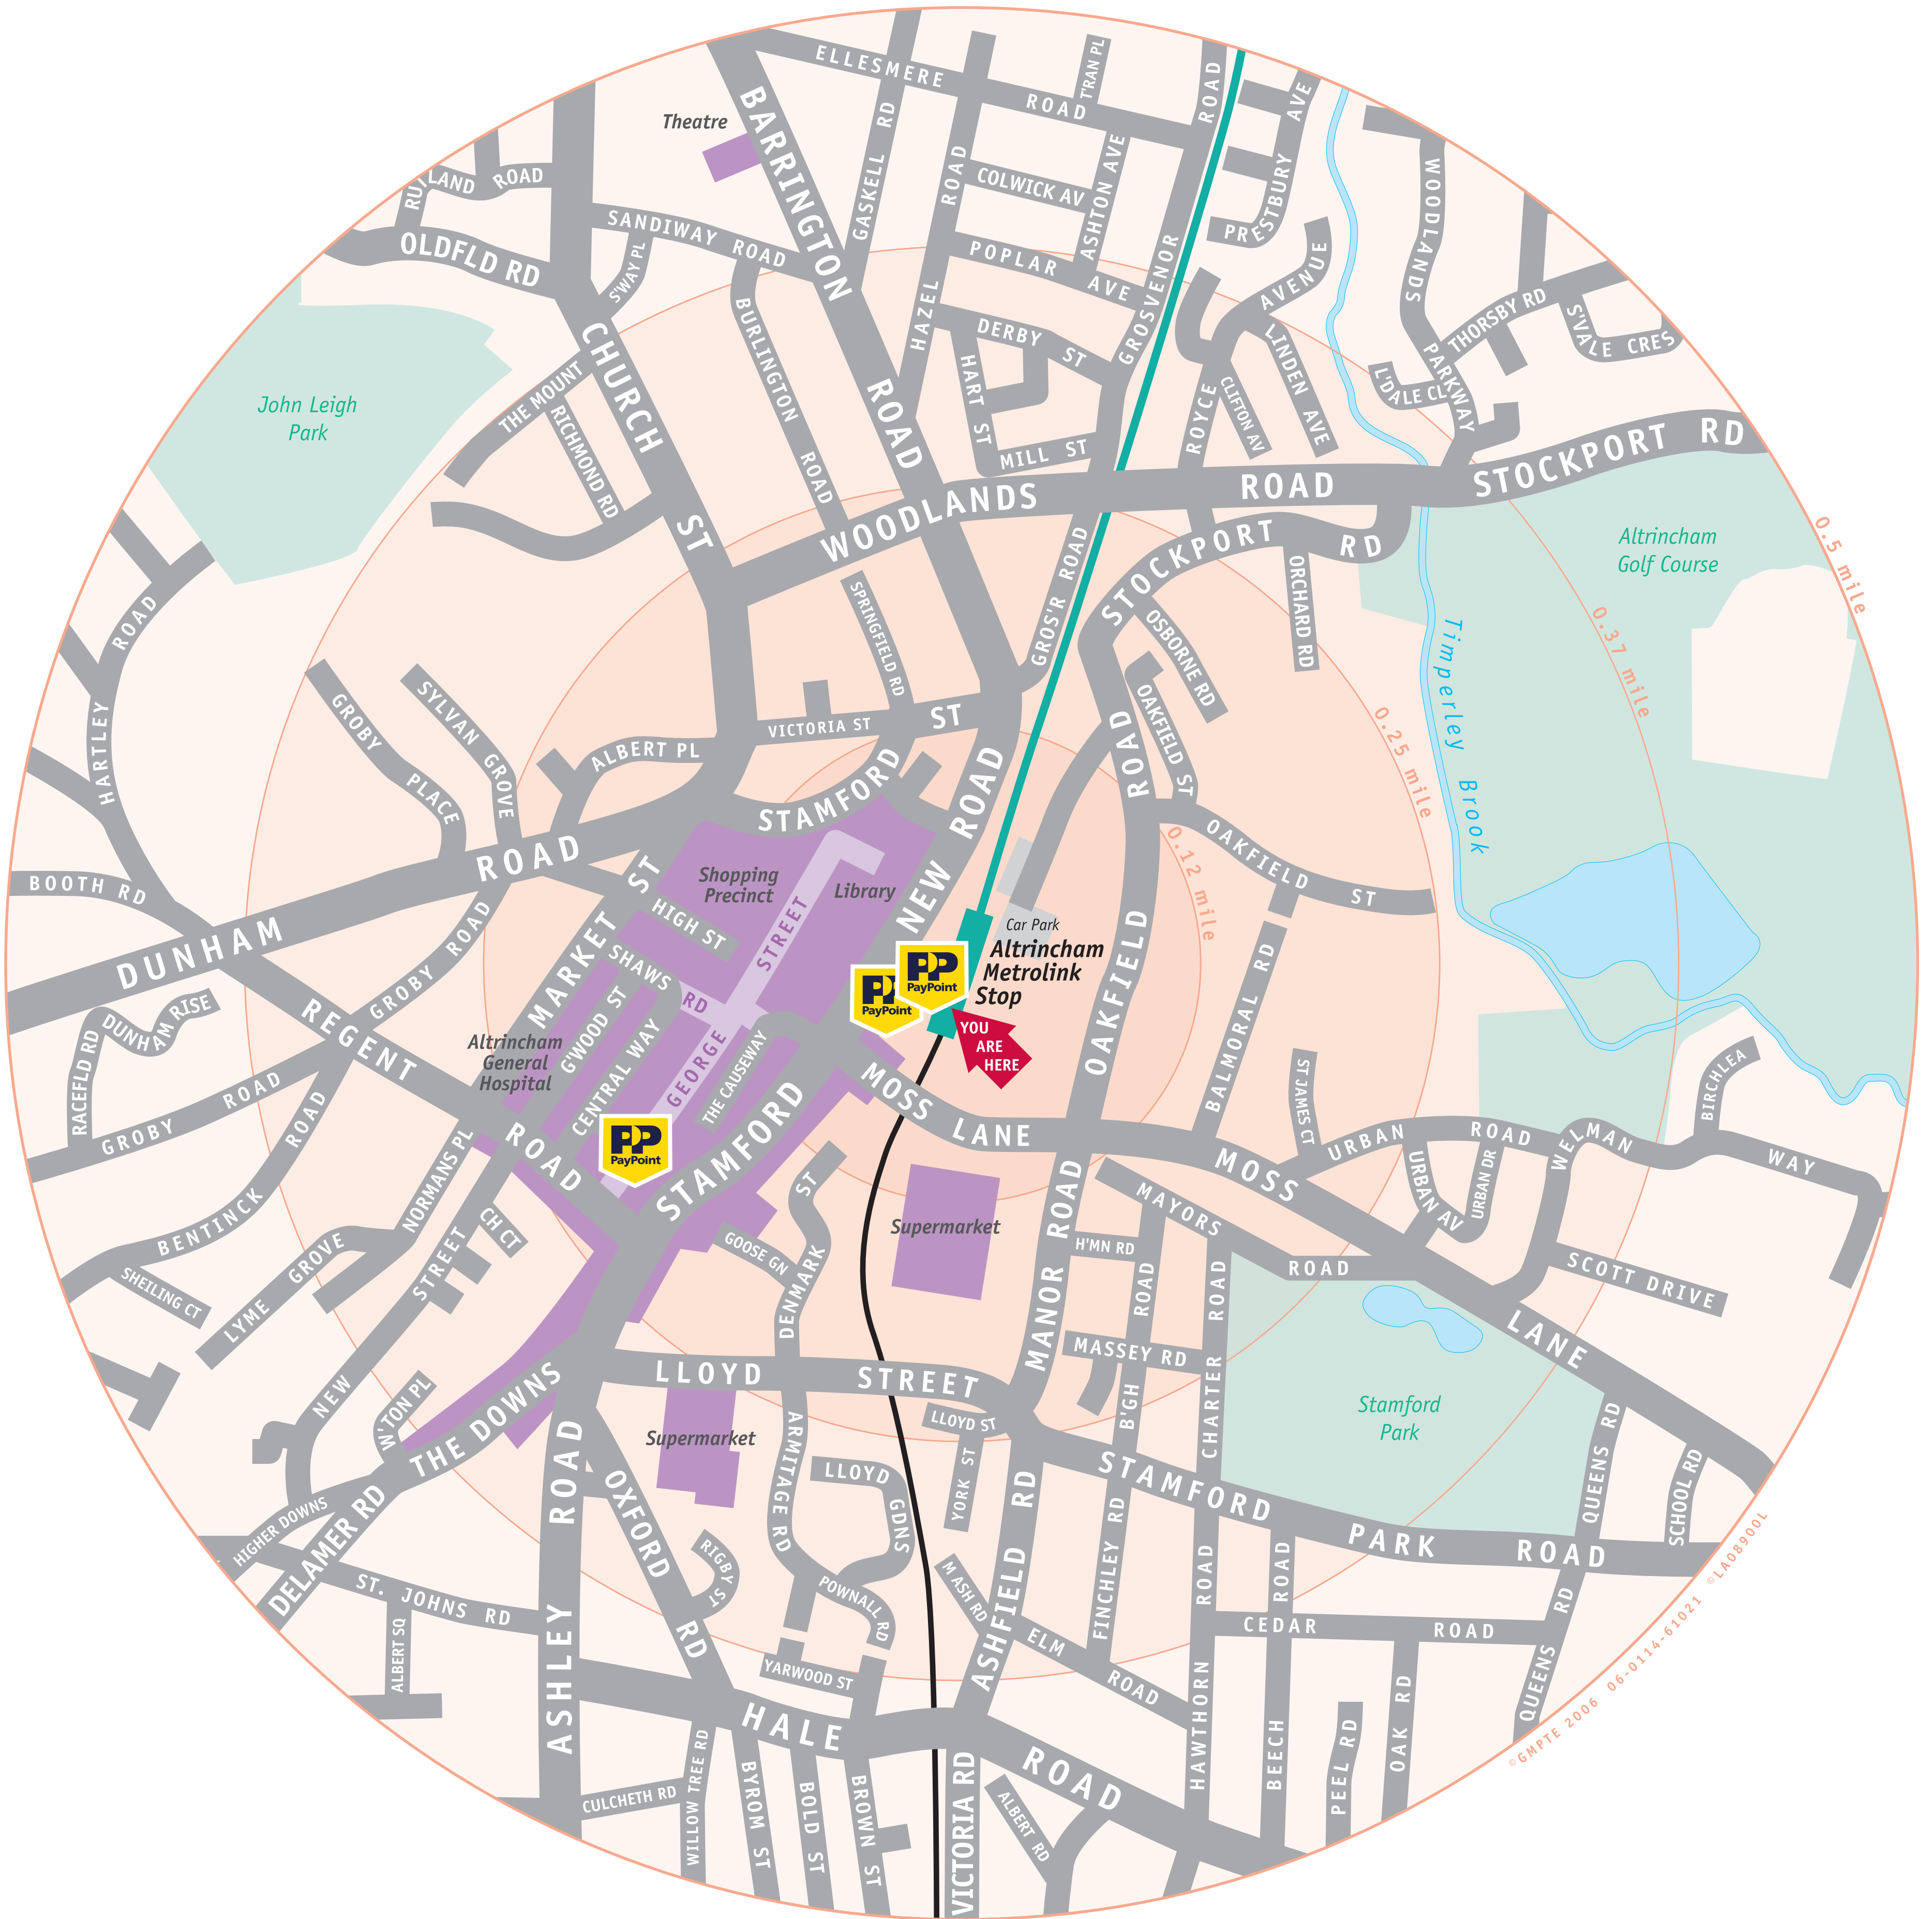 ELLESMERE ROAD
T'RAN PL
GASKELL RD
BARRINGTON ROAD
Theatre
HAZEL ROAD
COLWICK AV
ASHTON AVE
POPLAR AVE
GROSVENOR ROAD
PRESTBURY AVE
AVENUE
LINDEN AVE
CLIFTON AV
ROYCE
WOODLANDS PARKWAY
THORSBY RD
S'VALE CRES
L'DALE CL
LAND ROAD
OLDFLD RD
SANDIWAY ROAD
S'WAY PL
BURLINGTON ROAD
CHURCH ST
THE MOUNT
RICHMOND RD
John Leigh
Park
DERBY ST
HART ST
MILL ST
WOODLANDS ROAD
STOCKPORT RD
STOCKPORT RD
ORCHARD RD
OSBORNE RD
OAKFIELD ST
GROS'R ROAD
SPRINGFIELD RD
Altrincham
Golf Course
0.5 mile
0.37 mile
0.25 mile
0.12 mile
Timperley Brook
HARTLEY ROAD
GROBY PLACE
SYLVAN GROVE
ALBERT PL
VICTORIA ST
ST
STAMFORD
NEW ROAD
OAKFIELD ROAD
OAKFIELD ST
BOOTH RD
DUNHAM ROAD
MARKET ST
Shopping
Precinct
Library
HIGH ST
SHAWS RD
GEORGE STREET
G'WOOD ST
CENTRAL WAY
THE CAUSEWAY
Car Park
Altrincham
Metrolink
Stop
PP
PayPoint
PP
PayPoint
PP
PayPoint
YOU
ARE
HERE
Altrincham
General
Hospital
DUNHAM RISE
RACEFLD RD
GROBY ROAD
GROBY ROAD
REGENT ROAD
BENTINCK ROAD
NORMANS PL
SHEILING CT
LYME GROVE
NEW STREET
CH CT
STAMFORD
MOSS LANE
BALMORAL RD
ST JAMES CT
URBAN ROAD
URBAN AV
URBAN DR
WELMAN WAY
BIRCHLEA
SCOTT DRIVE
MOSS LANE
MAYORS ROAD
MANOR ROAD
H'MN RD
Supermarket
GOOSE GN
DENMARK ST
B'GH ROAD
CHARTER ROAD
MASSEY RD
Stamford
Park
LLOYD STREET
LLOYD ST
YORK ST
Supermarket
THE DOWNS
W'TON PL
HIGHER DOWNS
DELAMER RD
ST. JOHNS RD
ALBERT SQ
ASHLEY ROAD
OXFORD RD
RIGBY ST
ARMITAGE RD
LLOYD GDNS
POWNALL RD
YARWOOD ST
STAMFORD PARK ROAD
QUEENS RD
SCHOOL RD
QUEENS RD
ASHFIELD RD
M ASH RD
ELM ROAD
FINCHLEY RD
HAWTHORN ROAD
BEECH ROAD
CEDAR ROAD
PEEL RD
OAK RD
HALE ROAD
CULCHETH RD
WILLOW TREE RD
BYROM ST
BOLD ST
BROWN ST
VICTORIA RD
ALBERT RD
©GMPTE 2006 06-0114-61021 ©LA08900L